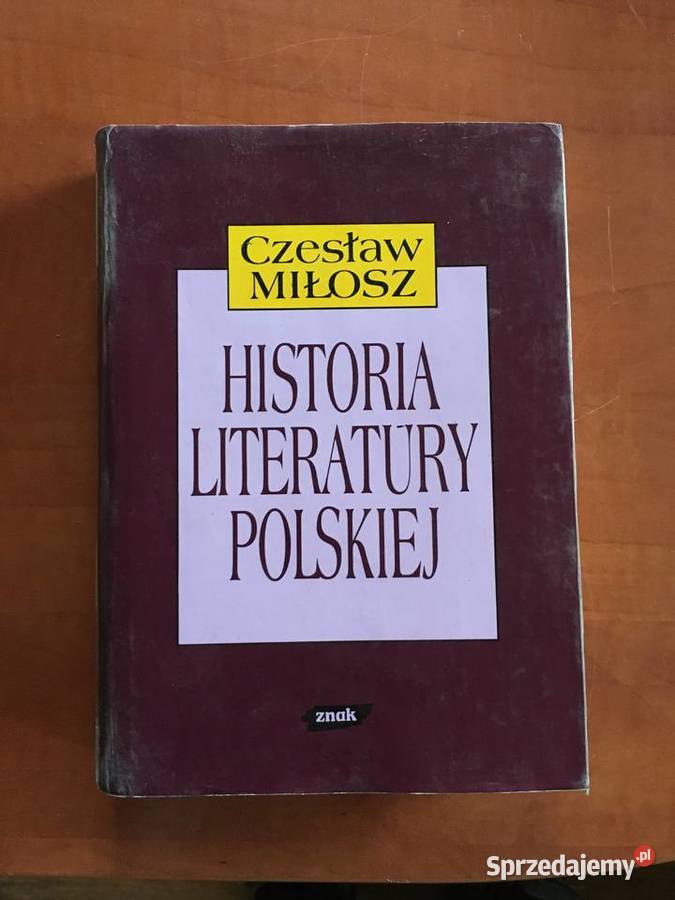 Czesław
MIŁOSZ
HISTORIA
LITERATURY
POLSKIEJ
znak
Sprzedajemy.pl